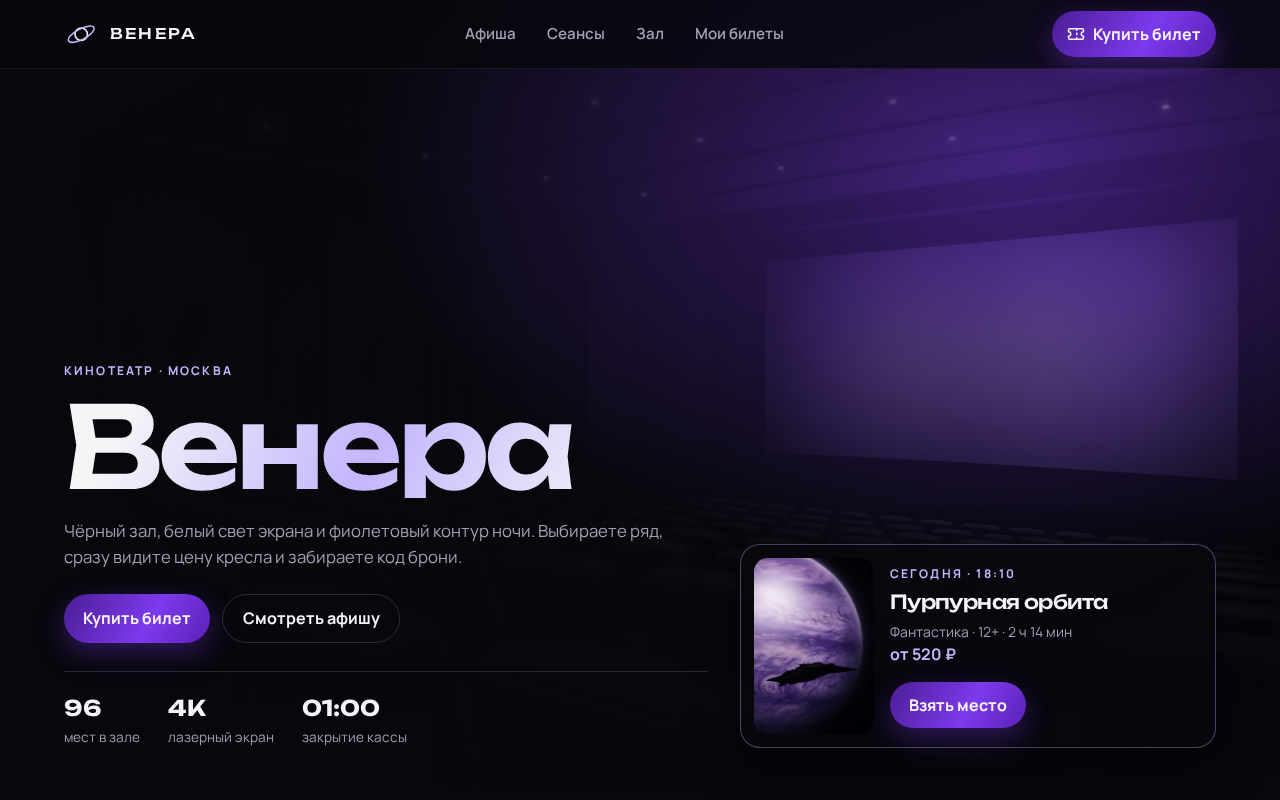 ВЕНЕРА
Афиша
Сеансы
Зал
Мои билеты
Купить билет
КИНОТЕАТР · МОСКВА
Венера
Чёрный зал, белый свет экрана и фиолетовый контур ночи. Выбираете ряд,
сразу видите цену кресла и забираете код брони.
Купить билет
Смотреть афишу
96
мест в зале
4K
лазерный экран
01:00
закрытие кассы
СЕГОДНЯ · 18:10
Пурпурная орбита
Фантастика · 12+ · 2 ч 14 мин
от 520 ₽
Взять место